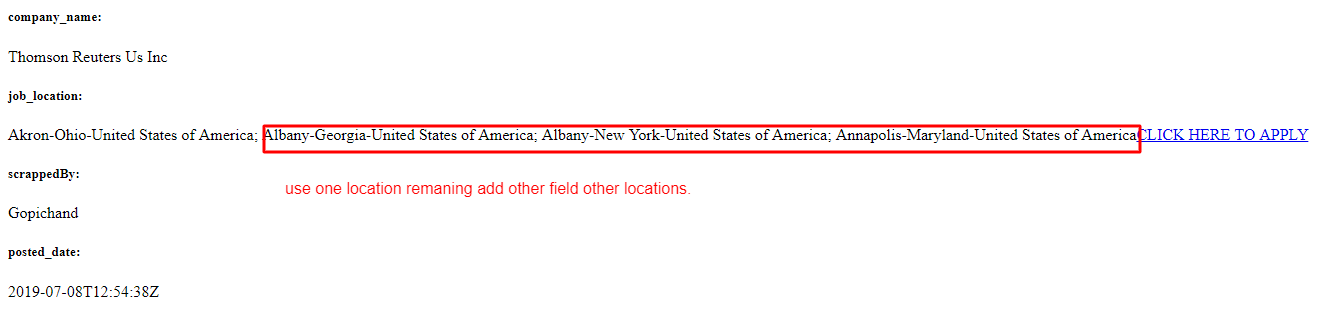 company_name:
Thomson Reuters Us Inc
job_location:
Akron-Ohio-United States of America; Albany-Georgia-United States of America; Albany-New York-United States of America; Annapolis-Maryland-United States of AmericaCLICK HERE TO APPLY
scrappedBy:
use one location remaning add other field other locations.
Gopichand
posted_date:
2019-07-08T12:54:38Z